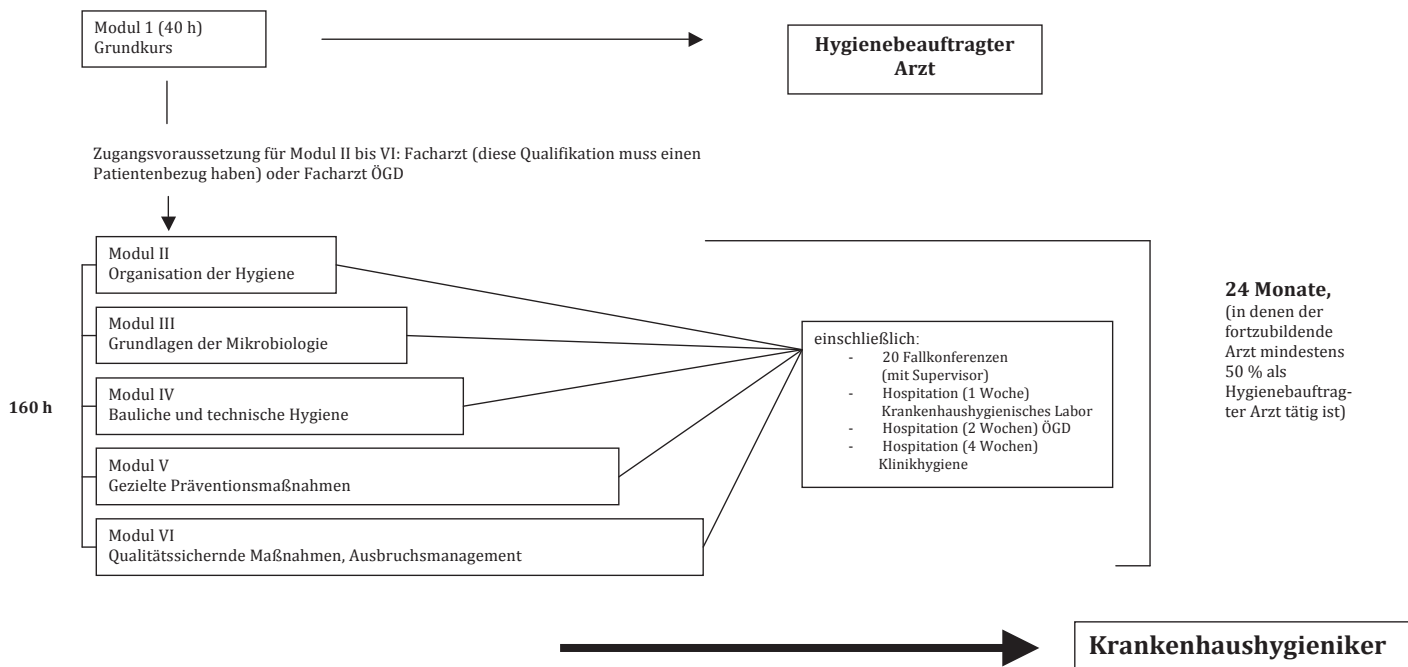 Modul 1 (40 h)
Grundkurs
Hygienebeauftragter
Arzt
Zugangsvoraussetzung für Modul II bis VI: Facharzt (diese Qualifikation muss einen
Patientenbezug haben) oder Facharzt ÖGD
160 h
Modul II
Organisation der Hygiene
Modul III
Grundlagen der Mikrobiologie
Modul IV
Bauliche und technische Hygiene
Modul V
Gezielte Präventionsmaßnahmen
Modul VI
Qualitätssichernde Maßnahmen, Ausbruchsmanagement
einschließlich:
- 20 Fallkonferenzen
(mit Supervisor)
- Hospitation (1 Woche)
Krankenhaushygienisches Labor
- Hospitation (2 Wochen) ÖGD
- Hospitation (4 Wochen)
Klinikhygiene
24 Monate,
(in denen der
fortzubildende
Arzt mindestens
50 % als
Hygienebauftrag-
ter Arzt tätig ist)
Krankenhaushygieniker